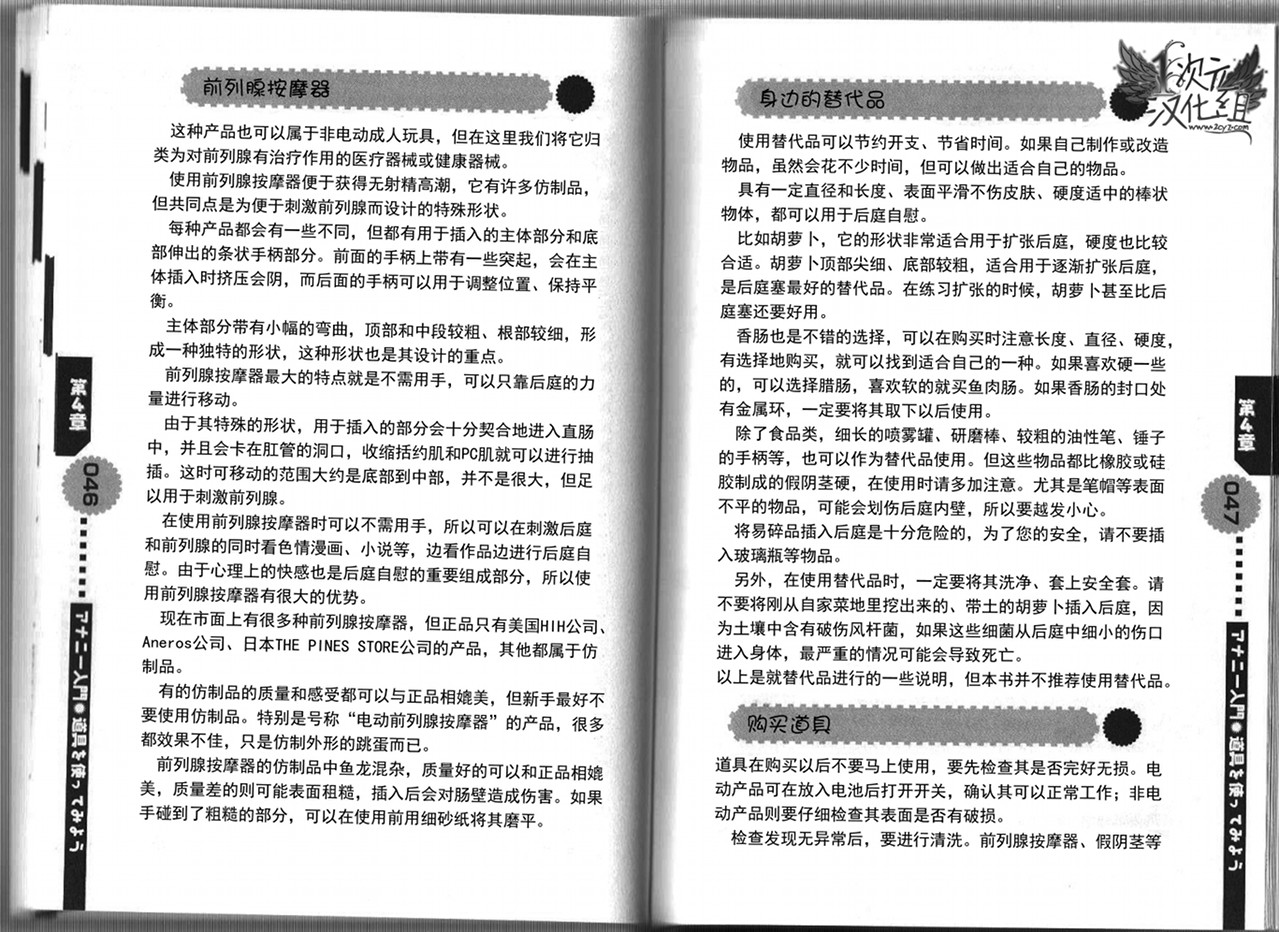 前列腺按摩器
这种产品也可以属于非电动成人玩具，但在这里我们将它归
类为对前列腺有治疗作用的医疗器械或健康器械。
使用前列腺按摩器便于获得无射精高潮，它有许多仿制品，
但共同点是为便于刺激前列腺而设计的特殊形状。
每种产品都会有一些不同，但都有用于插入的主体部分和底
部伸出的条状手柄部分。前面的手柄上带有一些突起，会在主
体插入时挤压会阴，而后面的手柄可以用于调整位置、保持平
衡。
主体部分带有小幅的弯曲，顶部和中段较粗、根部较细，形
成一种独特的形状，这种形状也是其设计的重点。
前列腺按摩器最大的特点就是不需用手，可以只靠后庭的力
量进行移动。
由于其特殊的形状，用于插入的部分会十分契合地进入直肠
中，并且会卡在肛管的洞口，收缩括约肌和PC肌就可以进行抽
插。这时可移动的范围大约是底部到中部，并不是很大，但足
以用于刺激前列腺。
在使用前列腺按摩器时可以不需用手，所以可以在刺激后庭
和前列腺的同时看色情漫画、小说等，边看作品边进行后庭自
慰。由于心理上的快感也是后庭自慰的重要组成部分，所以使
用前列腺按摩器有很大的优势。
现在市面上有很多种前列腺按摩器，但正品只有美国HIH公司、
Aneros公司、日本THE PINES STORE公司的产品，其他都属于仿
制品。
有的仿制品的质量和感受都可以与正品相媲美，但新手最好不
要使用仿制品。特别是号称“电动前列腺按摩器”的产品，很多
都效果不佳，只是仿制外形的跳蛋而已。
前列腺按摩器的仿制品中鱼龙混杂，质量好的可以和正品相媲
美，质量差的则可能表面租糙，插入后会对肠壁造成伤害。如果
手碰到了粗糙的部分，可以在使用前用细砂纸将其磨平。
第4章
046
アナニー入門●道具を使ってみよう
次元
汉化组
www.2cy2.com
身边的替代品
使用替代品可以节约开支、节省时间。如果自己制作或改造
物品，虽然会花不少时间，但可以做出适合自己的物品。
具有一定直径和长度、表面平滑不伤皮肤、硬度适中的棒状
物体，都可以用于后庭自慰。
比如胡萝卜，它的形状非常适合用于扩张后庭，硬度也比较
合适。胡萝卜顶部尖细、底部较粗，适合用于逐渐扩张后庭，
是后庭塞最好的替代品。在练习扩张的时候，胡萝卜甚至比后
庭塞还要好用。
香肠也是不错的选择，可以在购买时注意长度、直径、硬度，
有选择地购买，就可以找到适合自己的一种。如果喜欢硬一些
的，可以选择腊肠，喜欢软的就买鱼肉肠。如果香肠的封口处
有金属环，一定要将其取下以后使用。
除了食品类，细长的喷雾罐、研磨棒、较粗的油性笔、锤子
的手柄等，也可以作为替代品使用。但这些物品都比橡胶或硅
胶制成的假阴茎硬，在使用时请多加注意。尤其是笔帽等表面
不平的物品，可能会划伤后庭内壁，所以要越发小心。
将易碎品插入后庭是十分危险的，为了您的安全，请不要插
入玻璃瓶等物品。
另外，在使用替代品时，一定要将其洗净、套上安全套。请
不要将刚从自家菜地里挖出来的、带土的胡萝卜插入后庭，因
为土壤中含有破伤风杆菌，如果这些细菌从后庭中细小的伤口
进入身体，最严重的情况可能会导致死亡。
以上是就替代品进行的一些说明，但本书并不推荐使用替代品。
购买道具
道具在购买以后不要马上使用，要先检查其是否完好无损。电
动产品可在放入电池后打开开关，确认其可以正常工作；非电
动产品则要仔细检查其表面是否有破损。
检查发现无异常后，要进行清洗。前列腺按摩器、假阴茎等
第4章
047
アナニー入門●道具を使ってみよう